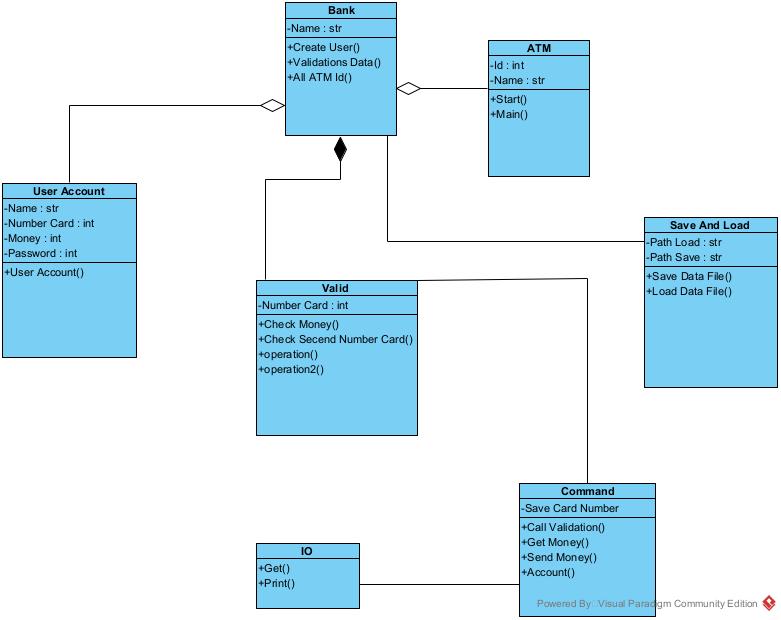 Bank
-Name : str
+Create User()
+Validations Data()
+All ATM Id()
ATM
-Id : int
-Name : str
+Start()
+Main()
User Account
-Name : str
-Number Card : int
-Money : int
-Password : int
+User Account()
Save And Load
-Path Load : str
-Path Save : str
+Save Data File()
+Load Data File()
Valid
-Number Card : int
+Check Money()
+Check Secend Number Card()
+operation()
+operation2()
Command
-Save Card Number
+Call Validation()
+Get Money()
+Send Money()
+Account()
IO
+Get()
+Print()
Powered By Visual Paradigm Community Edition